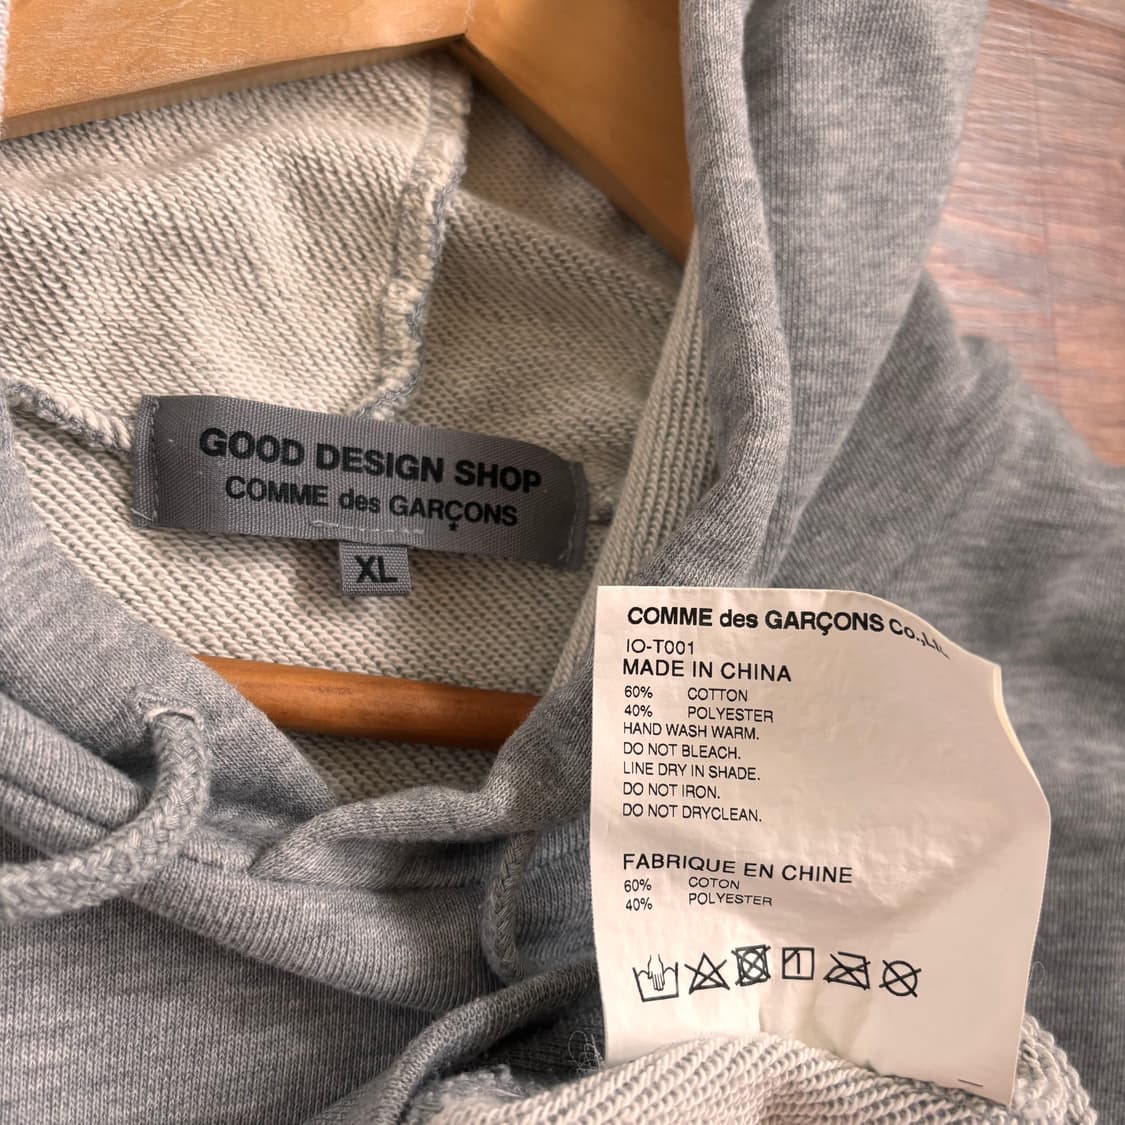 GOOD DESIGN SHOP
COMME des GARÇONS
XL
COMME des GARÇONS Co.,Lt
IO-T001
MADE IN CHINA
60% COTTON
40% POLYESTER
HAND WASH WARM.
DO NOT BLEACH.
LINE DRY IN SHADE.
DO NOT IRON.
DO NOT DRYCLEAN.
FABRIQUE EN CHINE
60% COTON
40% POLYESTER